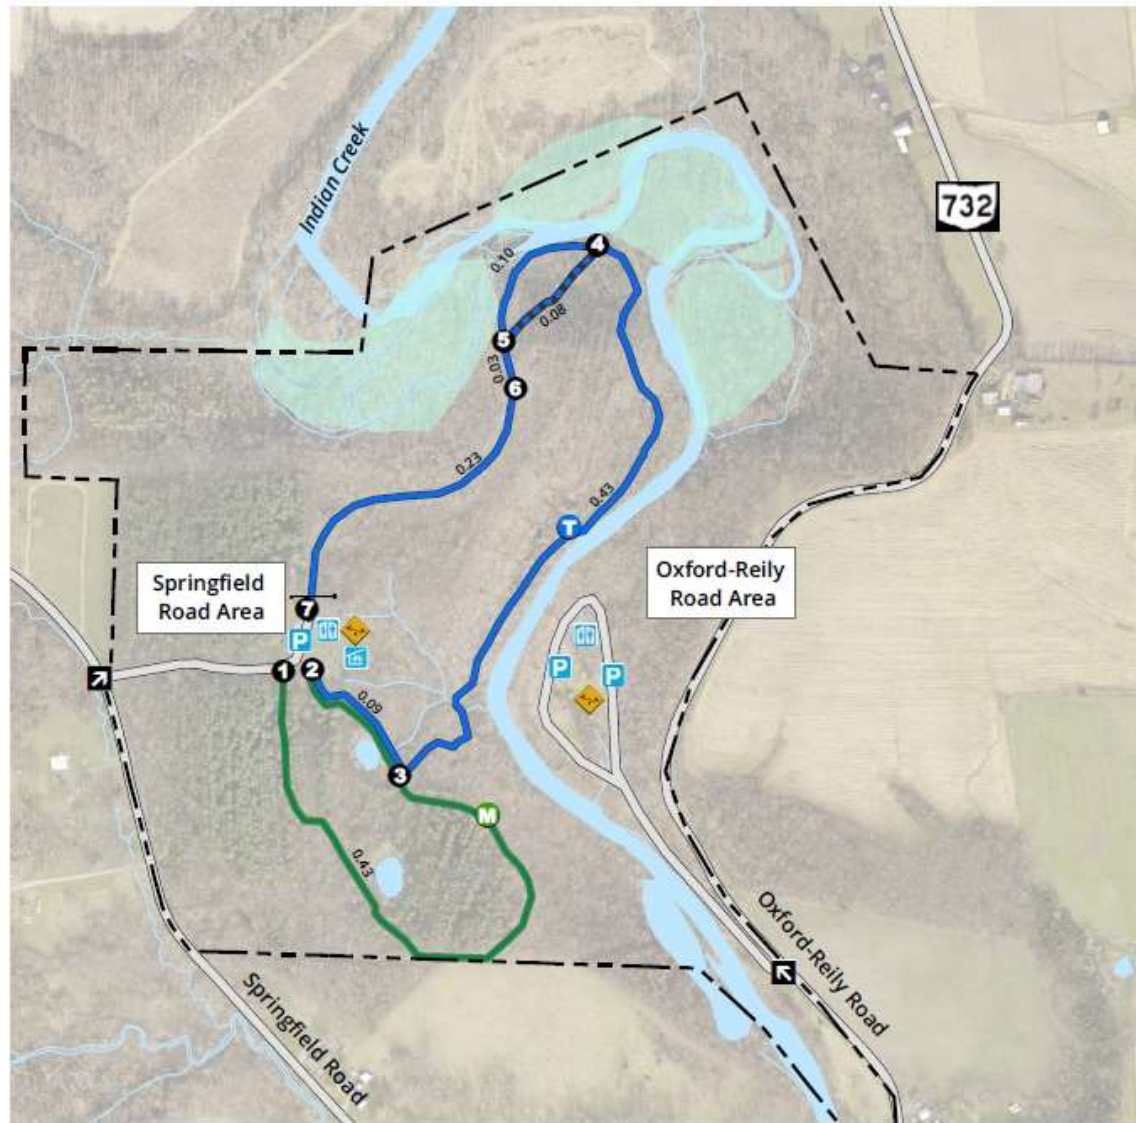 Indian Creek
732
4
0.10
0.08
5
0.03
6
0.23
0.43
T
Springfield
Road Area
Oxford-Reily
Road Area
7
P
P
P
1
2
0.09
3
M
0.43
Oxford-Reily Road
Springfield Road